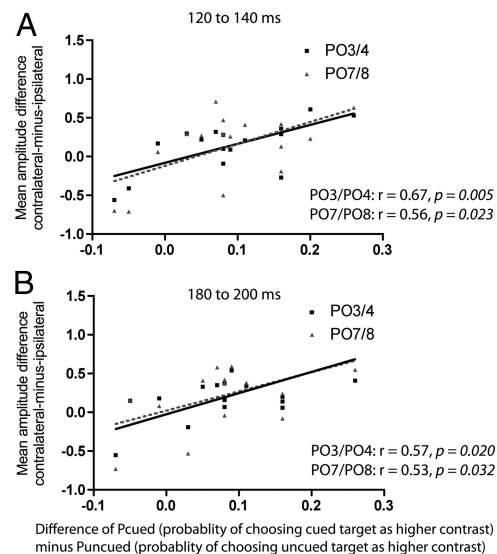 A
120 to 140 ms
Mean amplitude difference
contralateral-minus-ipsilateral
1.5
1.0
0.5
0.0
-0.5
-1.0
-0.1
0.0
0.1
0.2
0.3
PO3/4
PO7/8
PO3/PO4: r = 0.67, p = 0.005
PO7/PO8: r = 0.56, p = 0.023
B
180 to 200 ms
Mean amplitude difference
contralateral-minus-ipsilateral
1.5
1.0
0.5
0.0
-0.5
-1.0
-0.1
0.0
0.1
0.2
0.3
PO3/4
PO7/8
PO3/PO4: r = 0.57, p = 0.020
PO7/PO8: r = 0.53, p = 0.032
Difference of Pcued (probablity of choosing cued target as higher contrast)
minus Puncued (probablity of choosing uncued target as higher contrast)